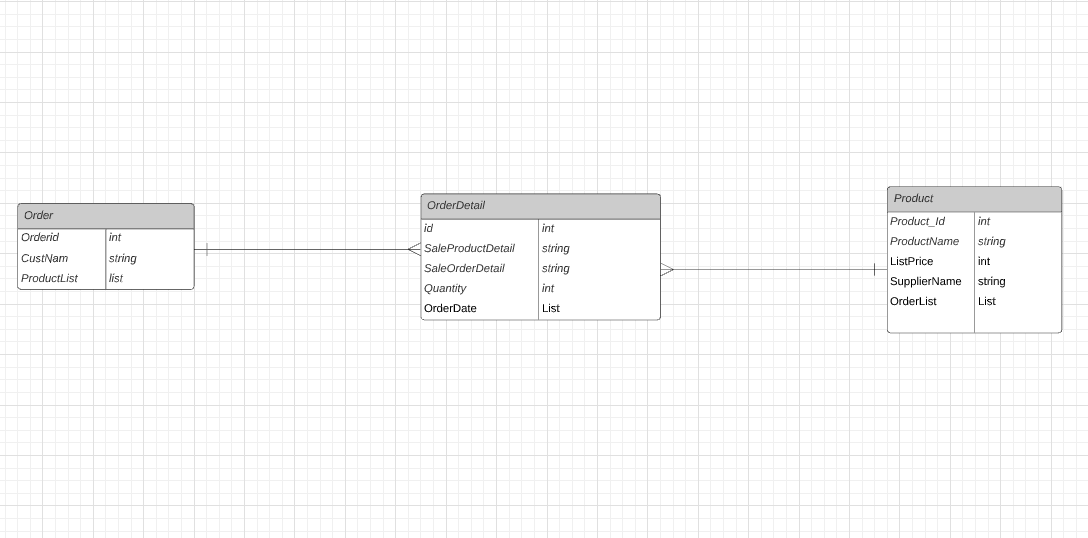 Order
Orderid int
CustNam string
ProductList list
OrderDetail
id int
SaleProductDetail string
SaleOrderDetail string
Quantity int
OrderDate List
Product
Product_Id int
ProductName string
ListPrice int
SupplierName string
OrderList List